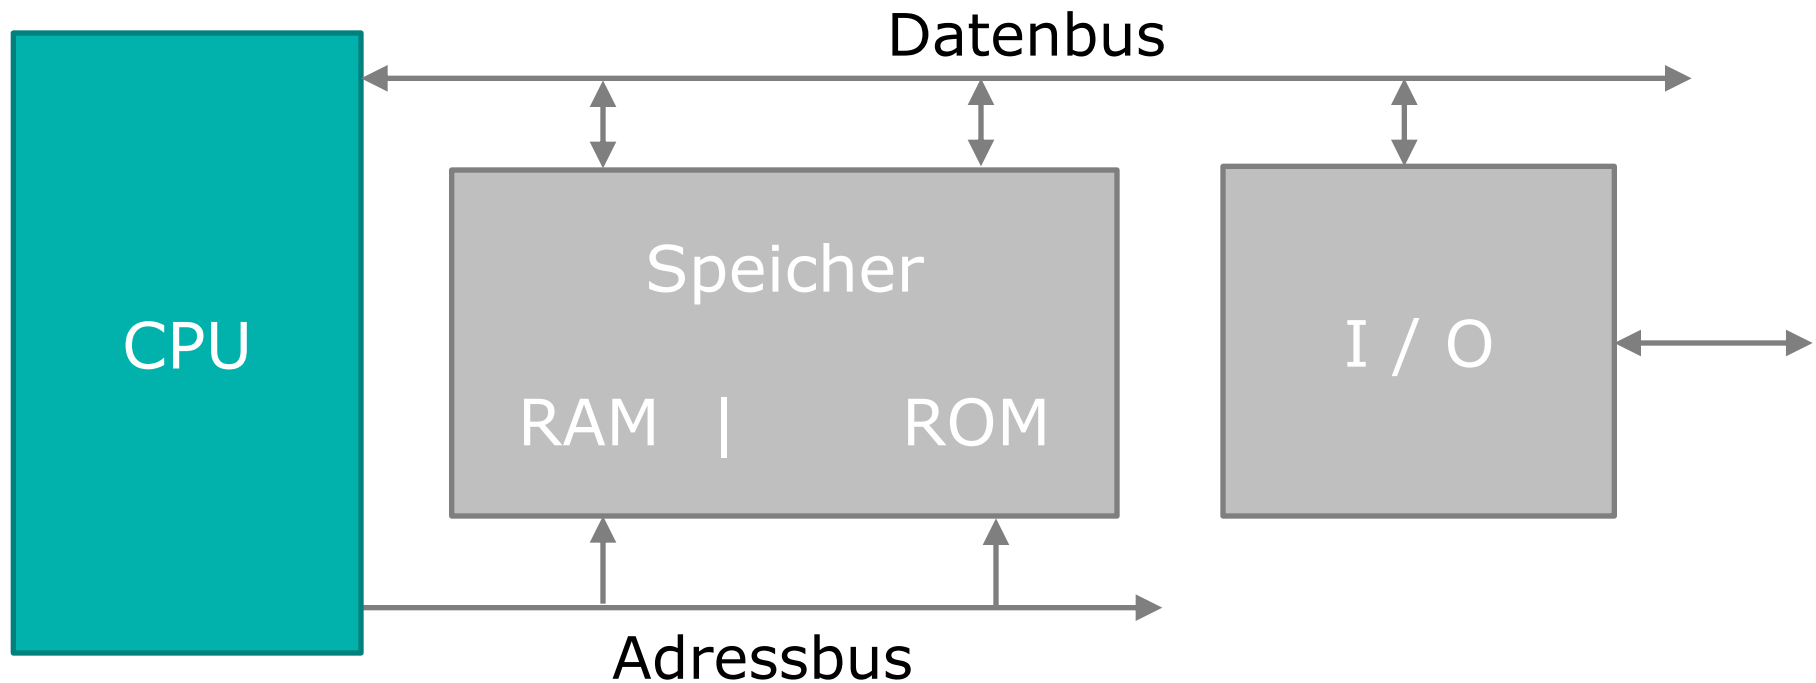 Datenbus
Speicher
CPU
I / O
RAM | ROM
Adressbus